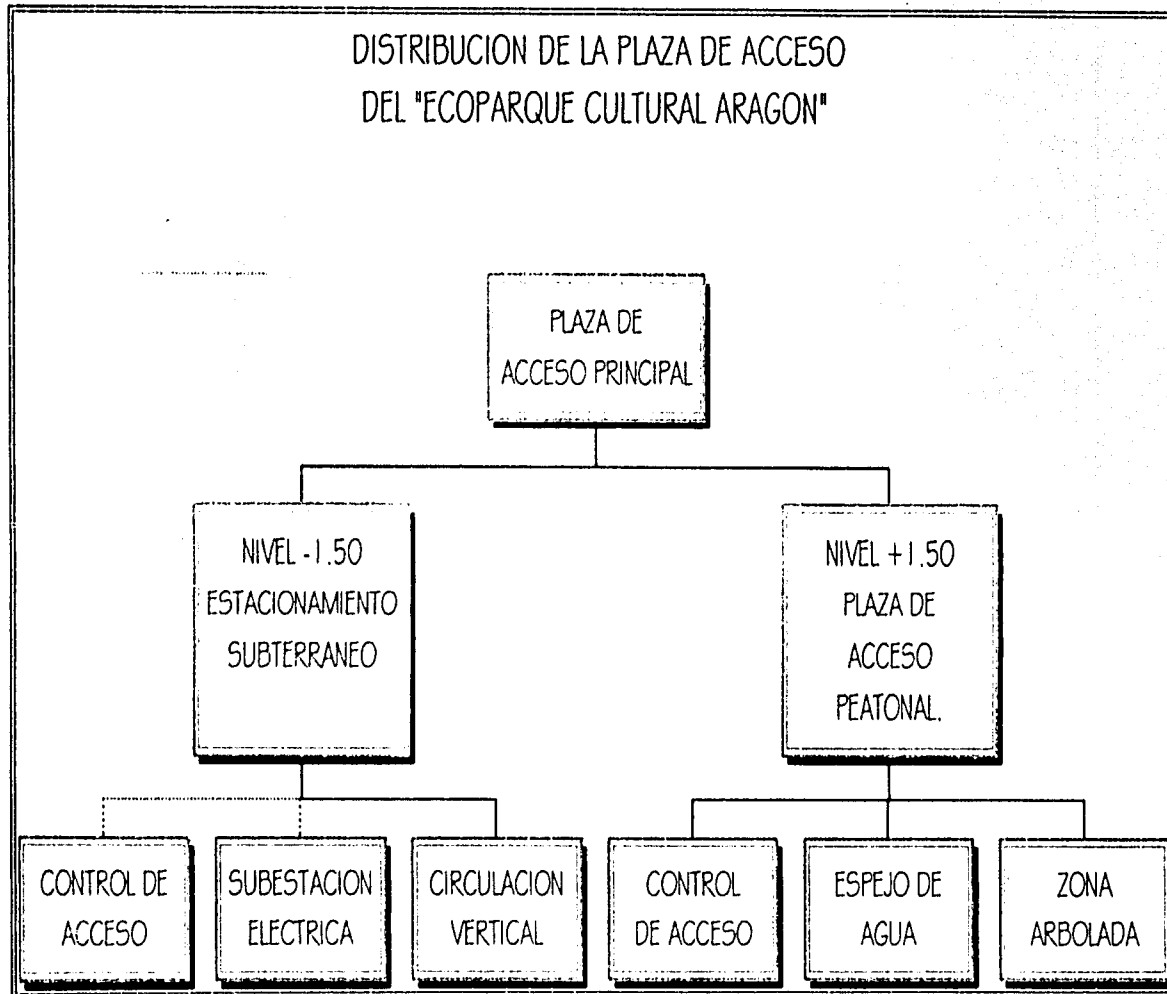 DISTRIBUCION DE LA PLAZA DE ACCESO
DEL "ECOPARQUE CULTURAL ARAGON"
PLAZA DE
ACCESO PRINCIPAL
NIVEL -1.50
ESTACIONAMIENTO
SUBTERRANEO
NIVEL +1.50
PLAZA DE
ACCESO
PEATONAL.
CONTROL DE
ACCESO
SUBESTACION
ELECTRICA
CIRCULACION
VERTICAL
CONTROL
DE ACCESO
ESPEJO DE
AGUA
ZONA
ARBOLADA